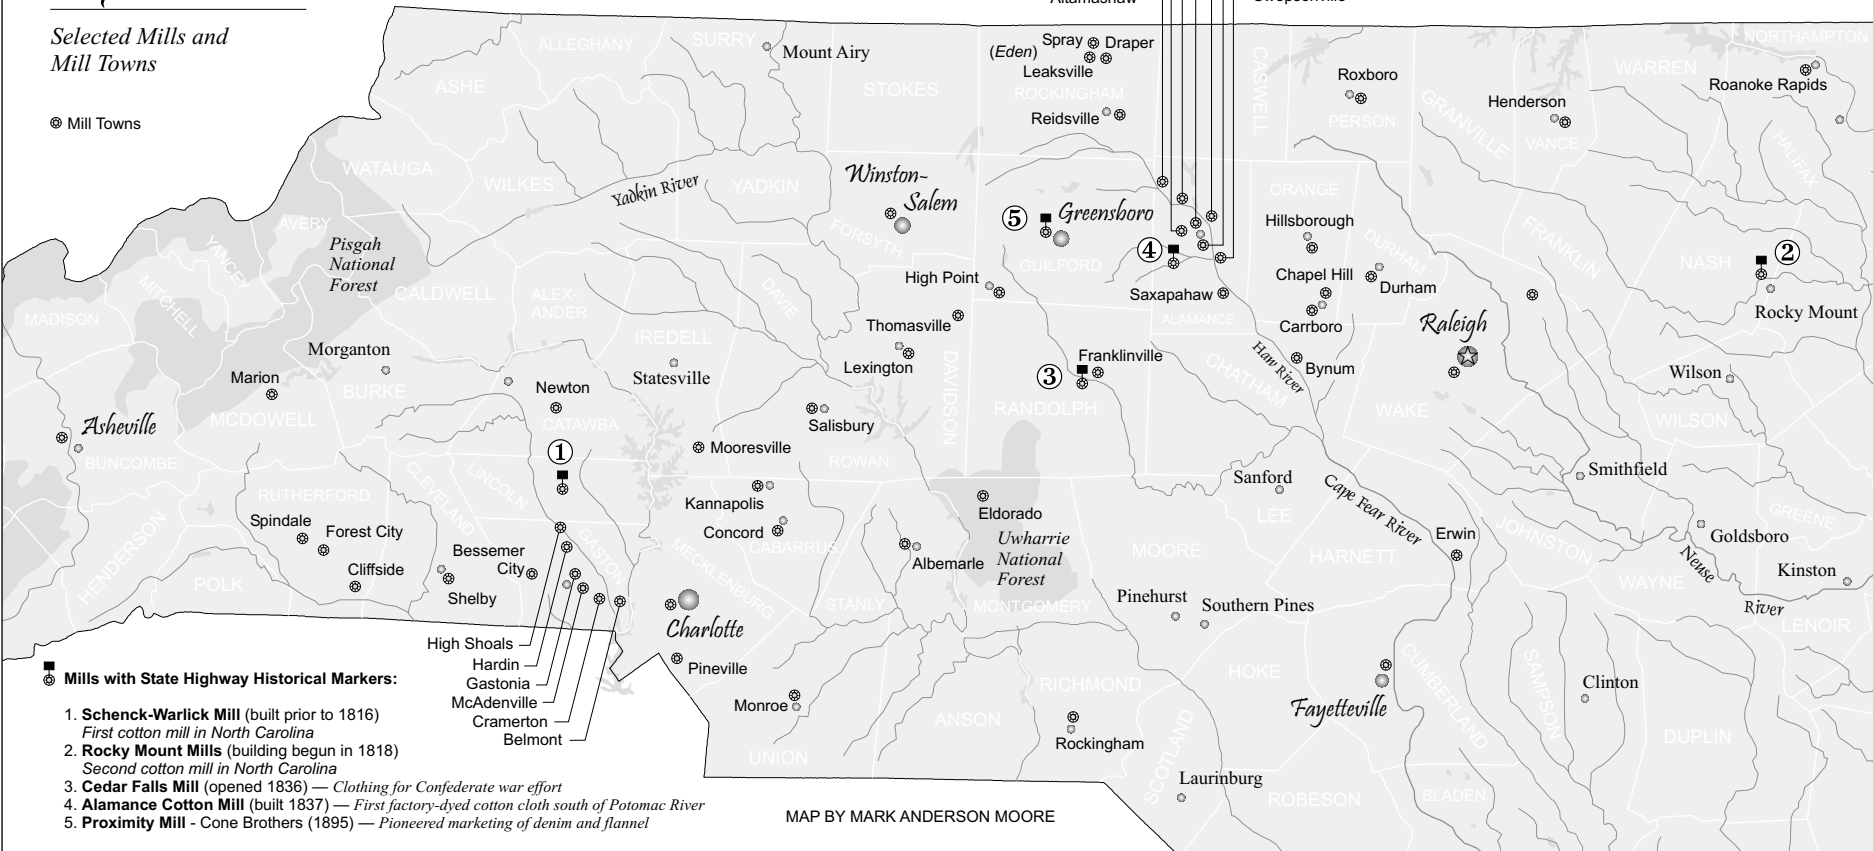 Selected Mills and
Mill Towns
Mill Towns
ALLEGHANY
SURRY
Mount Airy
ASHE
STOKES
Spray
Draper
(Eden)
Leaksville
ROCKINGHAM
Reidsville
CASWELL
Roxboro
PERSON
GRANVILLE
Henderson
VANCE
WARREN
NORTHAMPTON
Roanoke Rapids
HALIFAX
WATAUGA
WILKES
Yadkin River
YADKIN
Winston-
Salem
FORSYTH
5
Greensboro
GUILFORD
4
ORANGE
Hillsborough
DURHAM
FRANKLIN
NASH
2
Rocky Mount
AVERY
YANCEY
MITCHELL
MADISON
Pisgah
National
Forest
CALDWELL
ALEX-
ANDER
IREDELL
DAVIE
High Point
Thomasville
Lexington
DAVIDSON
Saxapahaw
ALAMANCE
Chapel Hill
Durham
Carrboro
Raleigh
Haw River
Bynum
CHATHAM
WAKE
Wilson
WILSON
Morganton
Marion
BURKE
MCDOWELL
Newton
CATAWBA
Statesville
Franklinville
3
RANDOLPH
Asheville
BUNCOMBE
1
Mooresville
Salisbury
ROWAN
LINCOLN
CLEVELAND
RUTHERFORD
Spindale
Forest City
Cliffside
HENDERSON
POLK
Shelby
Bessemer
City
GASTON
Kannapolis
Concord
CABARRUS
MECKLENBURG
Albemarle
STANLY
Eldorado
Uwharrie
National
Forest
MONTGOMERY
Sanford
LEE
Cape Fear River
MOORE
HARNETT
Erwin
Smithfield
JOHNSTON
Goldsboro
GREENE
WAYNE
Neuse
River
Kinston
LENOIR
Pinehurst
Southern Pines
Charlotte
Pineville
Monroe
UNION
ANSON
RICHMOND
Rockingham
HOKE
SCOTLAND
Laurinburg
ROBESON
Fayetteville
CUMBERLAND
BLADEN
SAMPSON
Clinton
DUPLIN
High Shoals
Hardin
Gastonia
McAdenville
Cramerton
Belmont
Mills with State Highway Historical Markers:
1. Schenck-Warlick Mill (built prior to 1816)
First cotton mill in North Carolina
2. Rocky Mount Mills (building begun in 1818)
Second cotton mill in North Carolina
3. Cedar Falls Mill (opened 1836) — Clothing for Confederate war effort
4. Alamance Cotton Mill (built 1837) — First factory-dyed cotton cloth south of Potomac River
5. Proximity Mill - Cone Brothers (1895) — Pioneered marketing of denim and flannel
MAP BY MARK ANDERSON MOORE